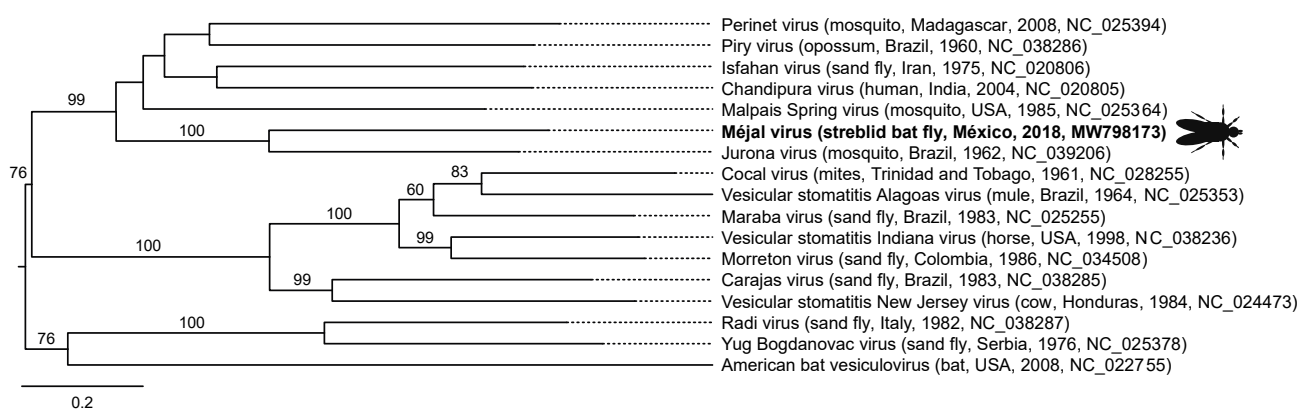 Perinet virus (mosquito, Madagascar, 2008, NC_025394)
Piry virus (opossum, Brazil, 1960, NC_038286)
Isfahan virus (sand fly, Iran, 1975, NC_020806)
Chandipura virus (human, India, 2004, NC_020805)
99
Malpais Spring virus (mosquito, USA, 1985, NC_025364)
100
Méjal virus (streblid bat fly, México, 2018, MW798173)
Jurona virus (mosquito, Brazil, 1962, NC_039206)
76
83
Cocal virus (mites, Trinidad and Tobago, 1961, NC_028255)
60
Vesicular stomatitis Alagoas virus (mule, Brazil, 1964, NC_025353)
100
Maraba virus (sand fly, Brazil, 1983, NC_025255)
99
Vesicular stomatitis Indiana virus (horse, USA, 1998, NC_038236)
100
Morreton virus (sand fly, Colombia, 1986, NC_034508)
99
Carajas virus (sand fly, Brazil, 1983, NC_038285)
Vesicular stomatitis New Jersey virus (cow, Honduras, 1984, NC_024473)
100
Radi virus (sand fly, Italy, 1982, NC_038287)
76
Yug Bogdanovac virus (sand fly, Serbia, 1976, NC_025378)
American bat vesiculovirus (bat, USA, 2008, NC_022755)
0.2